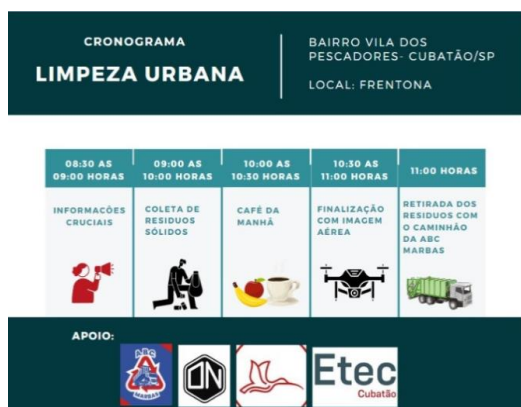 CRONOGRAMA
LIMPEZA URBANA
BAIRRO VILA DOS
PESCADORES- CUBATÃO/SP
LOCAL: FRENTONA
08:30 AS
09:00 HORAS
09:00 AS
10:00 HORAS
10:00 AS
10:30 HORAS
10:30 AS
11:00 HORAS
11:00 HORAS
INFORMACÕES
CRUCIAIS
COLETA DE
RESIDUOS
SÓLIDOS
CAFÉ DA
MANHÃ
FINALIZAÇÃO
COM IMAGEM
AÉREA
RETIRADA DOS
RESIDUOS COM
O CAMINHÃO
DA ABC
MARBAS
APOIO:
ABC
MARBAS
ON
Etec
Cubatão